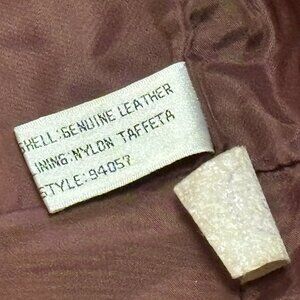 SHELL:GENUINE LEATHER
LINING:NYLON TAFFETA
STYLE:94057